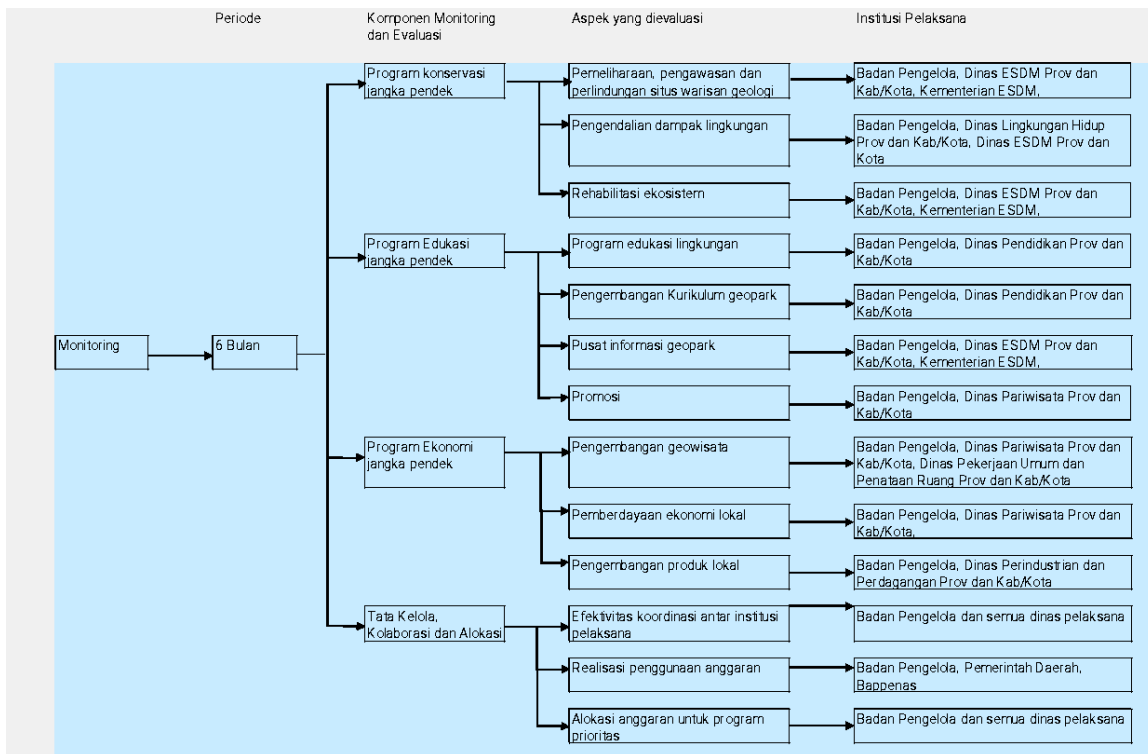 Periode
Komponen Monitoring
dan Evaluasi
Aspek yang dievaluasi
Institusi Pelaksana
Monitoring
6 Bulan
Program konservasi
jangka pendek
Pemeliharaan, pengawasan dan
perlindungan situs warisan geologi
Badan Pengelola, Dinas ESDM Prov dan
Kab/Kota, Kementerian ESDM,
Pengendalian dampak lingkungan
Badan Pengelola, Dinas Lingkungan Hidup
Prov dan Kab/Kota, Dinas ESDM Prov dan
Kota
Rehabilitasi ekosistem
Badan Pengelola, Dinas ESDM Prov dan
Kab/Kota, Kementerian ESDM,
Program Edukasi
jangka pendek
Program edukasi lingkungan
Badan Pengelola, Dinas Pendidikan Prov dan
Kab/Kota
Pengembangan Kurikulum geopark
Badan Pengelola, Dinas Pendidikan Prov dan
Kab/Kota
Pusat informasi geopark
Badan Pengelola, Dinas ESDM Prov dan
Kab/Kota, Kementerian ESDM,
Promosi
Badan Pengelola, Dinas Pariwisata Prov dan
Kab/Kota
Program Ekonomi
jangka pendek
Pengembangan geowisata
Badan Pengelola, Dinas Pariwisata Prov dan
Kab/Kota, Dinas Pekerjaan Umum dan
Penataan Ruang Prov dan Kab/Kota
Pemberdayaan ekonomi lokal
Badan Pengelola, Dinas Pariwisata Prov dan
Kab/Kota,
Pengembangan produk lokal
Badan Pengelola, Dinas Perindustrian dan
Perdagangan Prov dan Kab/Kota
Tata Kelola,
Kolaborasi dan Alokasi
Efektivitas koordinasi antar institusi
pelaksana
Badan Pengelola dan semua dinas pelaksana
Realisasi penggunaan anggaran
Badan Pengelola, Pemerintah Daerah,
Bappenas
Alokasi anggaran untuk program
prioritas
Badan Pengelola dan semua dinas pelaksana